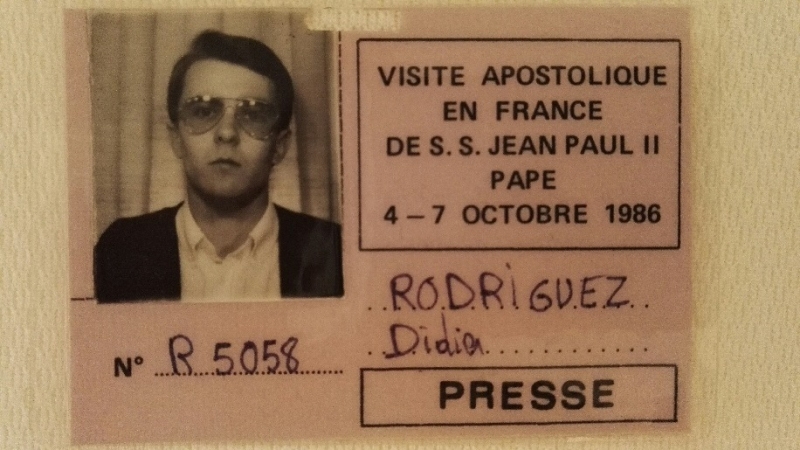 VISITE APOSTOLIQUE
EN FRANCE
DE S. S. JEAN PAUL II
PAPE
4 – 7 OCTOBRE 1986
RODRIGUEZ
Didier
N° R 5058
PRESSE